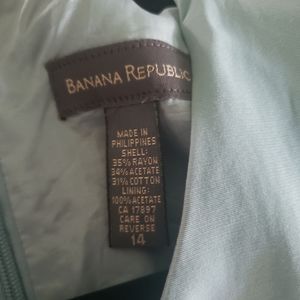 BANANA REPUBLIC
MADE IN
PHILIPPINES
SHELL:
35% RAYON
34% ACETATE
31% COTTON
LINING:
100% ACETATE
CA 17897
CARE ON
REVERSE
14